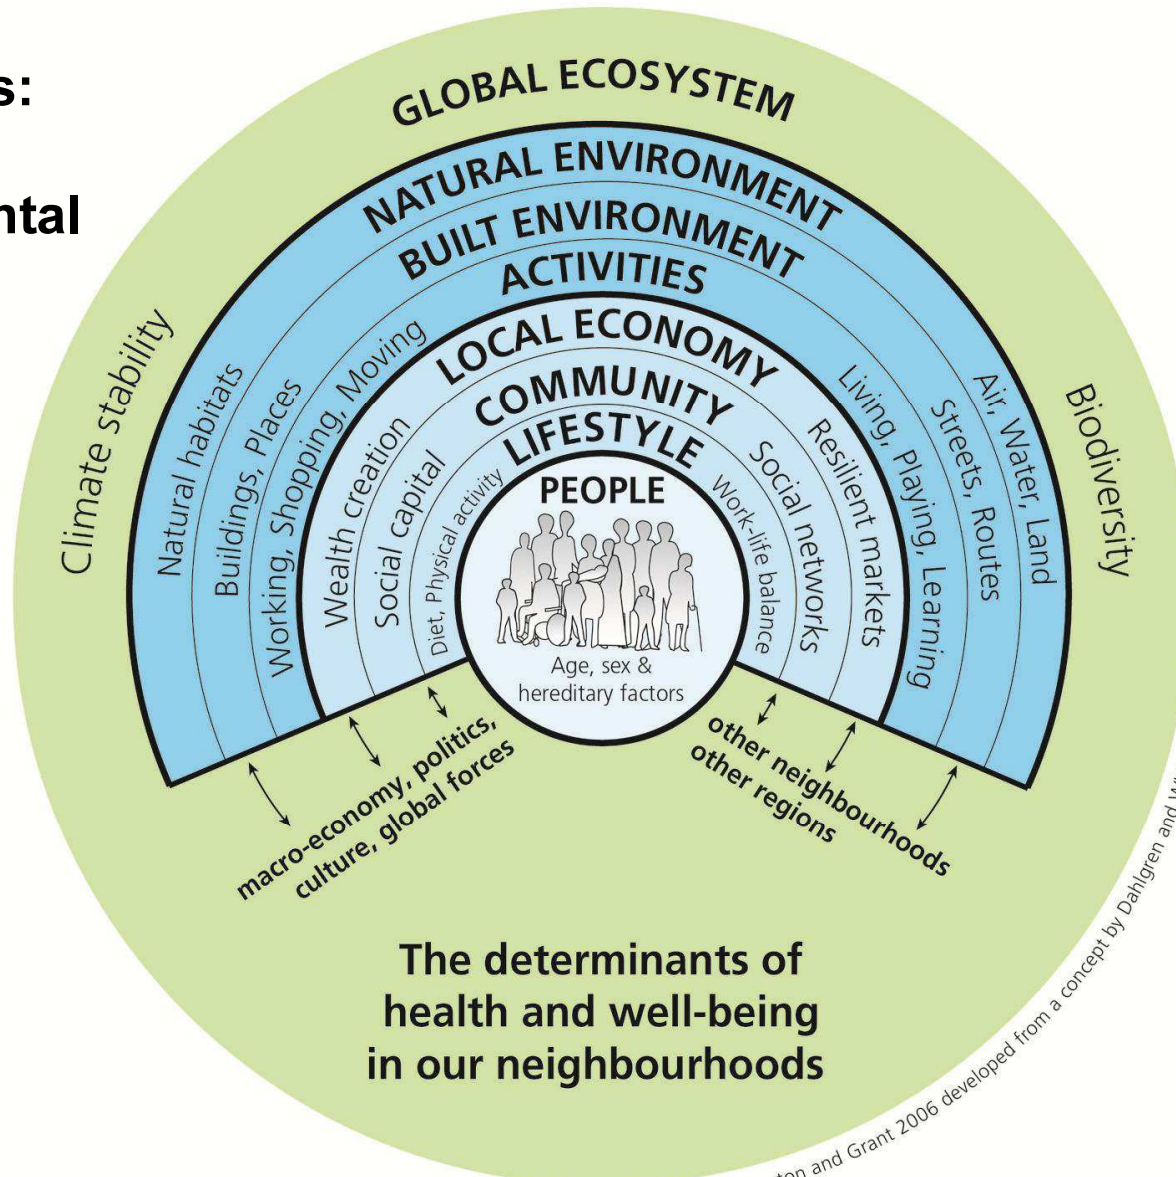 s:
ntal
GLOBAL ECOSYSTEM
NATURAL ENVIRONMENT
BUILT ENVIRONMENT
ACTIVITIES
LOCAL ECONOMY
COMMUNITY
LIFESTYLE
PEOPLE
Age, sex &
hereditary factors
Climate stability
Natural habitats
Buildings, Places
Working, Shopping, Moving
Wealth creation
Social capital
Diet, Physical activity
Work-life balance
Social networks
Resilient markets
Living, Playing, Learning
Streets, Routes
Air, Water, Land
Biodiversity
macro-economy, politics,
culture, global forces
other neighbourhoods
other regions
The determinants of
health and well-being
in our neighbourhoods
and Grant 2006 developed from a concept by Dahlgren and